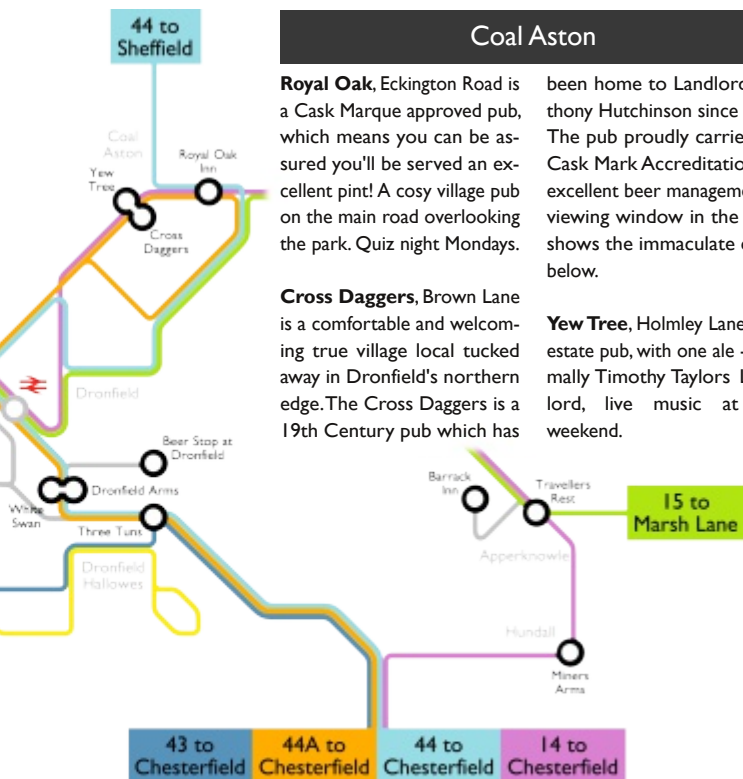 44 to
Sheffield
Coal Aston
Royal Oak, Eckington Road is
a Cask Marque approved pub,
which means you can be as-
sured you'll be served an ex-
cellent pint! A cosy village pub
on the main road overlooking
the park. Quiz night Mondays.
Cross Daggers, Brown Lane
is a comfortable and welcom-
ing true village local tucked
away in Dronfield's northern
edge. The Cross Daggers is a
19th Century pub which has
been home to
thony Hutchinson since
The pub proudly
Cask Mark
excellent beer
viewing window in the
shows the immaculate
below.
Yew Tree, Holmley Lane
estate pub, with one ale -
mally Timothy Taylors
lord, live music at
weekend.
Coal
Aston
Royal Oak
Inn
Yew
Tree
Cross
Daggers
Dronfield
Beer Stop at
Dronfield
Dronfield Arms
White
Swan
Three Tuns
Dronfield
Hallowes
Barrack
Inn
Travellers
Rest
15 to
Marsh Lane
Apperknowle
Hundall
Miners
Arms
43 to
Chesterfield
44A to
Chesterfield
44 to
Chesterfield
14 to
Chesterfield